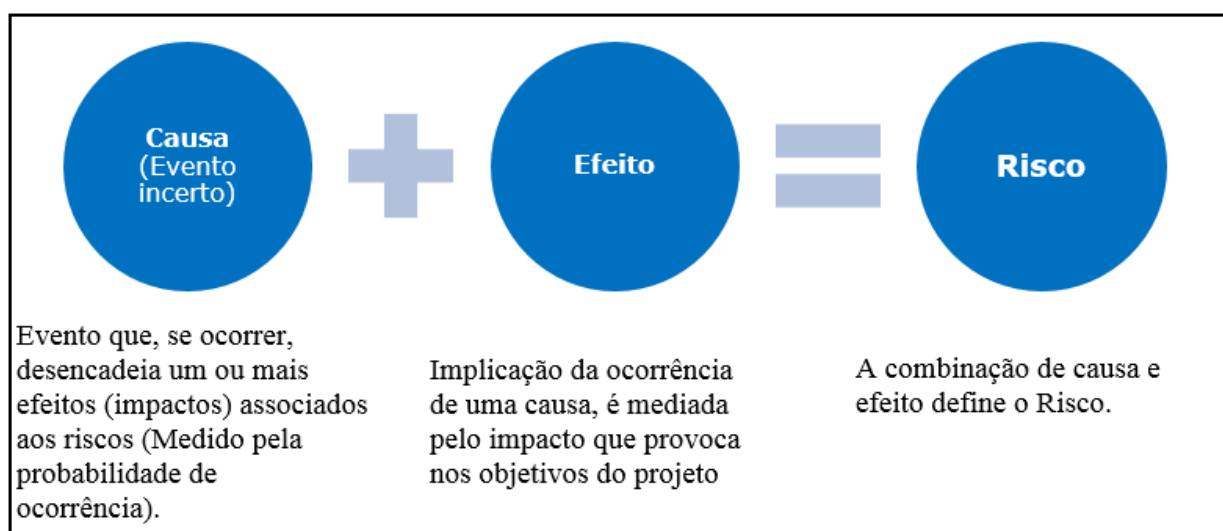 Causa
(Evento
incerto)
Efeito
Risco
Evento que, se ocorrer,
desencadeia um ou mais
efeitos (impactos) associados
aos riscos (Medido pela
probabilidade de
ocorrência).
Implicação da ocorrência
de uma causa, é mediada
pelo impacto que provoca
nos objetivos do projeto
A combinação de causa e
efeito define o Risco.